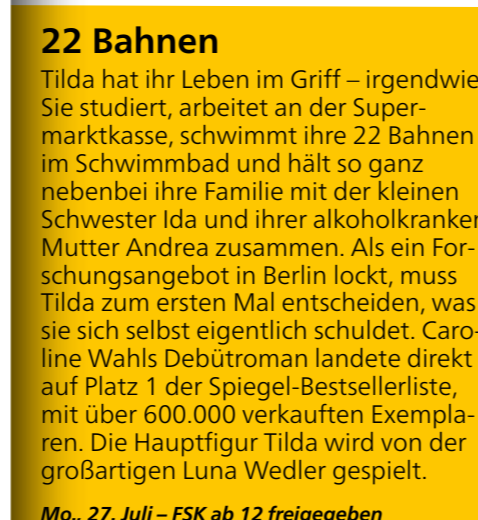 22 Bahnen
Tilda hat ihr Leben im Griff – irgendwie
Sie studiert, arbeitet an der Super-
marktkasse, schwimmt ihre 22 Bahnen
im Schwimmbad und hält so ganz
nebenbei ihre Familie mit der kleinen
Schwester Ida und ihrer alkoholkranken
Mutter Andrea zusammen. Als ein For-
schungsangebot in Berlin lockt, muss
Tilda zum ersten Mal entscheiden, was
sie sich selbst eigentlich schuldet. Caro-
line Wahls Debütroman landete direkt
auf Platz 1 der Spiegel-Bestsellerliste,
mit über 600.000 verkauften Exempla-
ren. Die Hauptfigur Tilda wird von der
großartigen Luna Wedler gespielt.
Mo., 27. Juli – FSK ab 12 freigegeben